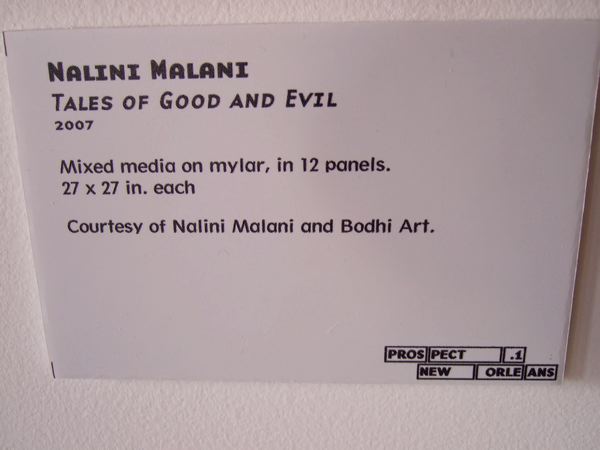 NALINI MALANI
TALES OF GOOD AND EVIL
2007
Mixed media on mylar, in 12 panels.
27 x 27 in. each
Courtesy of Nalini Malani and Bodhi Art.
PROSPECT .1
NEW ORLEANS